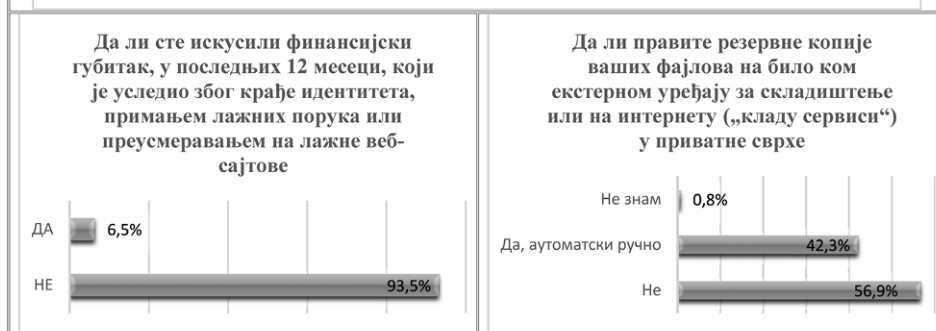 Да ли сте искусили финансијски
губитак, у последњих 12 месеци, који
је уследио због крађе идентитета,
примањем лажних порука или
преусмеравањем на лажне веб-
сајтове
ДА
6,5%
НЕ
93,5%
Да ли правите резервне копије
ваших фајлова на било ком
екстерном уређају за складиштење
или на интернету („кладу сервиси“)
у приватне сврхе
Не знам
0,8%
Да, аутоматски ручно
42,3%
Не
56,9%